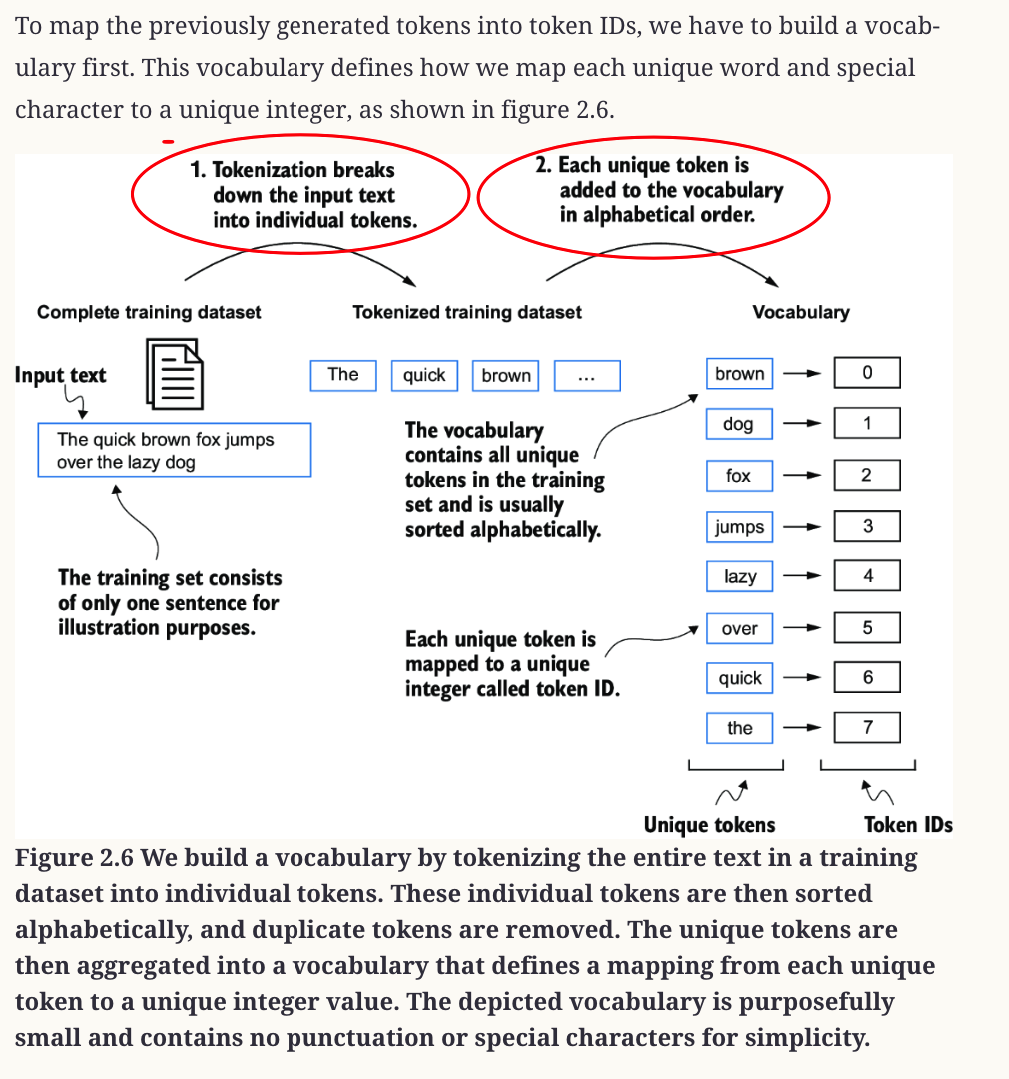 To map the previously generated tokens into token IDs, we have to build a vocab-
ulary first. This vocabulary defines how we map each unique word and special
character to a unique integer, as shown in figure 2.6.
1. Tokenization breaks
down the input text
into individual tokens.
2. Each unique token is
added to the vocabulary
in alphabetical order.
Complete training dataset
Tokenized training dataset
Vocabulary
Input text
The quick brown fox jumps
over the lazy dog
The training set consists
of only one sentence for
illustration purposes.
The quick brown ...
The vocabulary
contains all unique
tokens in the training
set and is usually
sorted alphabetically.
Each unique token is
mapped to a unique
integer called token ID.
brown 0
dog 1
fox 2
jumps 3
lazy 4
over 5
quick 6
the 7
Unique tokens
Token IDs
Figure 2.6 We build a vocabulary by tokenizing the entire text in a training
dataset into individual tokens. These individual tokens are then sorted
alphabetically, and duplicate tokens are removed. The unique tokens are
then aggregated into a vocabulary that defines a mapping from each unique
token to a unique integer value. The depicted vocabulary is purposefully
small and contains no punctuation or special characters for simplicity.